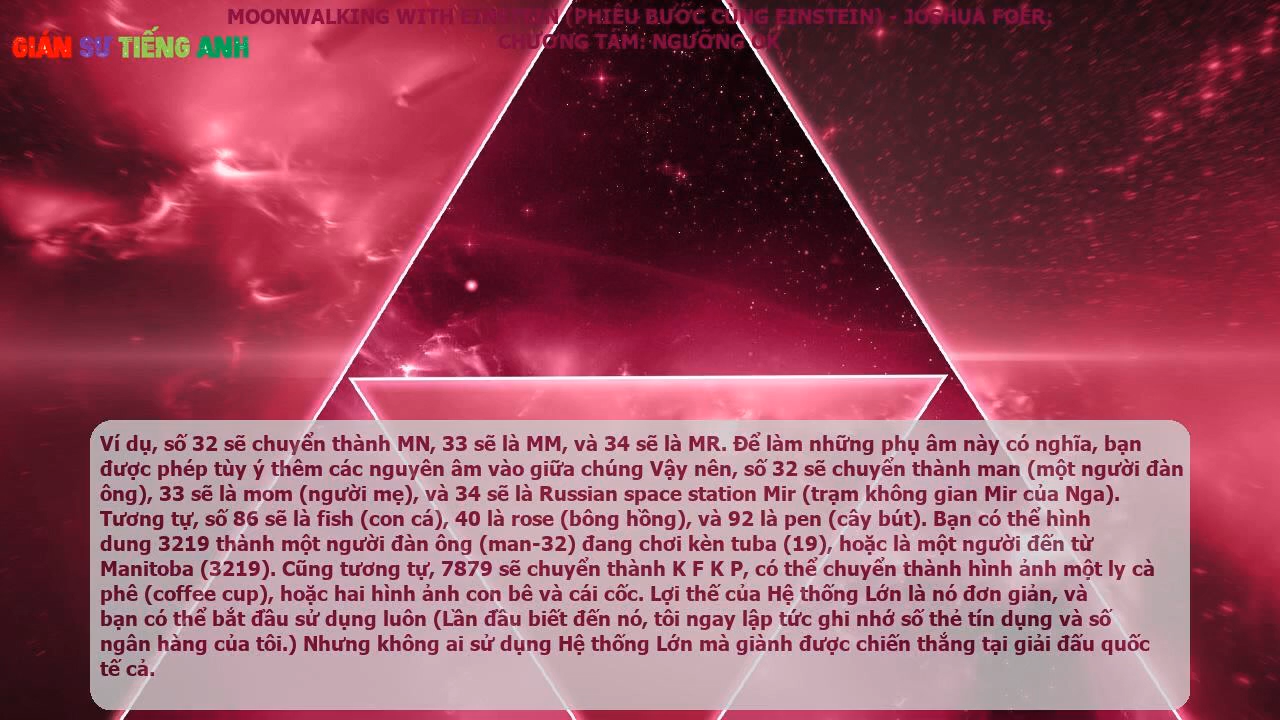 MOONWALKING WITH EINSTEIN (PHIÊU BƯỚC CÙNG EINSTEIN) - JOSHUA FOER;
CHƯƠNG TÁM: NGƯỠNG OK
GIÁN SỨ TIẾNG ANH
Ví dụ, số 32 sẽ chuyển thành MN, 33 sẽ là MM, và 34 sẽ là MR. Để làm những phụ âm này có nghĩa, bạn
được phép tùy ý thêm các nguyên âm vào giữa chúng Vậy nên, số 32 sẽ chuyển thành man (một người đàn
ông), 33 sẽ là mom (người mẹ), và 34 sẽ là Russian space station Mir (trạm không gian Mir của Nga).
Tương tự, số 86 sẽ là fish (con cá), 40 là rose (bông hồng), và 92 là pen (cây bút). Bạn có thể hình
dung 3219 thành một người đàn ông (man-32) đang chơi kèn tuba (19), hoặc là một người đến từ
Manitoba (3219). Cũng tương tự, 7879 sẽ chuyển thành K F K P, có thể chuyển thành hình ảnh một ly cà
phê (coffee cup), hoặc hai hình ảnh con bê và cái cốc. Lợi thế của Hệ thống Lớn là nó đơn giản, và
bạn có thể bắt đầu sử dụng luôn (Lần đầu biết đến nó, tôi ngay lập tức ghi nhớ số thẻ tín dụng và số
ngân hàng của tôi.) Nhưng không ai sử dụng Hệ thống Lớn mà giành được chiến thắng tại giải đấu quốc
tế cả.